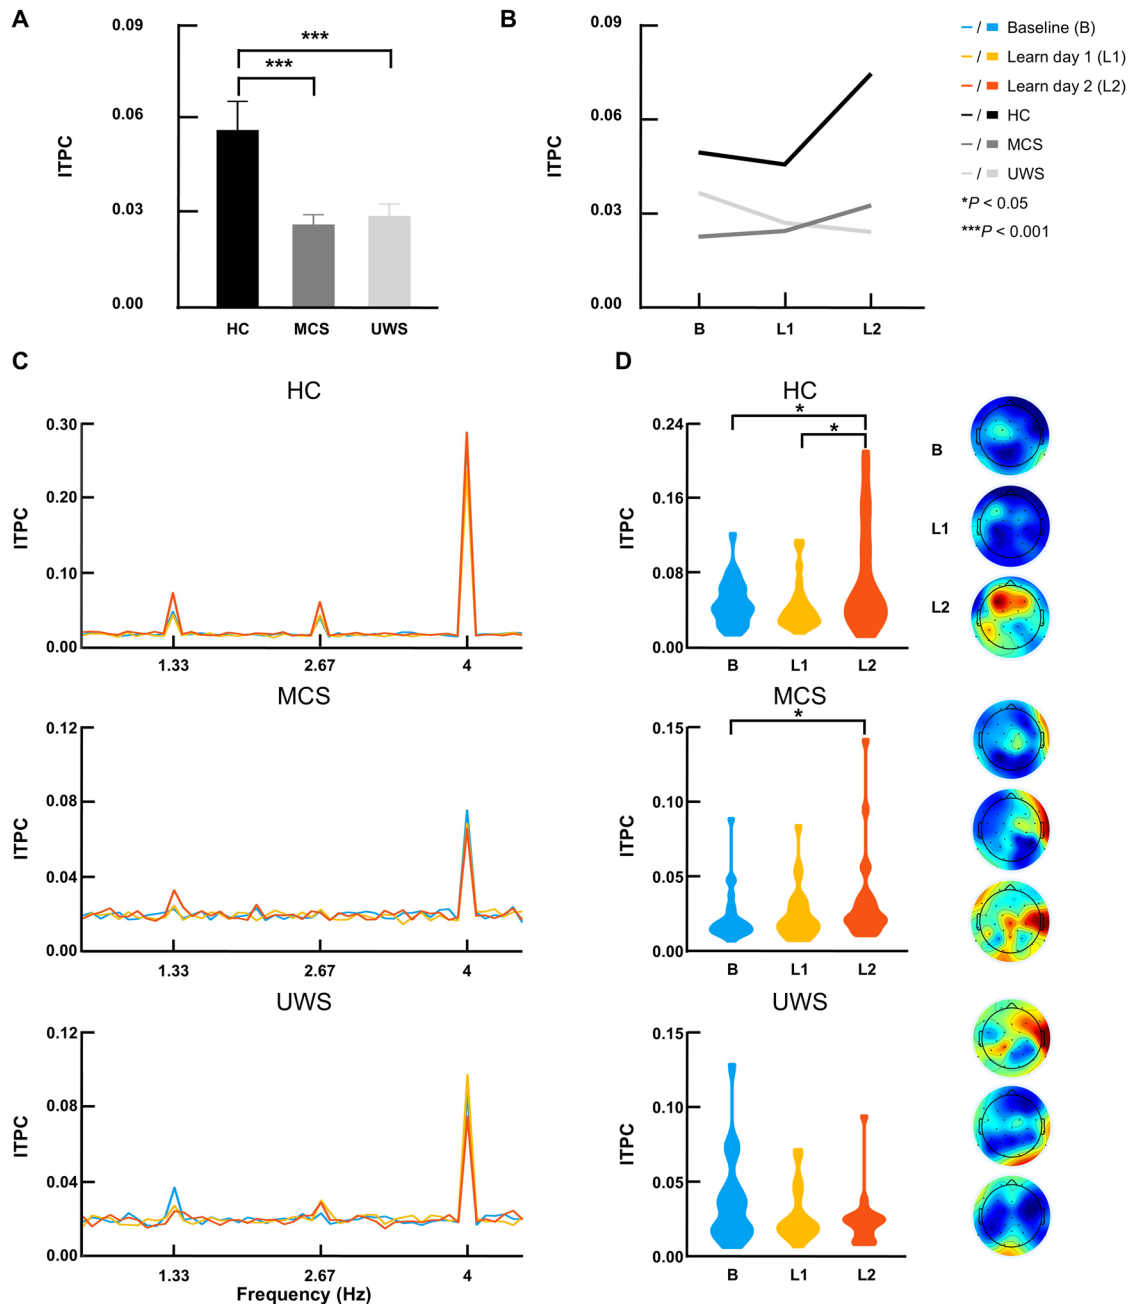 A
0.09
0.06
0.03
0.00
ITPC
***
***
HC
MCS
UWS
B
0.09
0.06
0.03
0.00
ITPC
B
L1
L2
/ Baseline (B)
/ Learn day 1 (L1)
/ Learn day 2 (L2)
/ HC
/ MCS
/ UWS
*P < 0.05
***P < 0.001
C
HC
0.30
0.20
0.10
0.00
ITPC
1.33
2.67
4
MCS
0.12
0.08
0.04
0.00
ITPC
1.33
2.67
4
UWS
0.12
0.08
0.04
0.00
ITPC
1.33
2.67
4
Frequency (Hz)
D
HC
0.24
0.16
0.08
0.00
ITPC
*
*
B
L1
L2
B
L1
L2
MCS
0.15
0.10
0.05
0.00
ITPC
*
B
L1
L2
UWS
0.15
0.10
0.05
0.00
ITPC
B
L1
L2